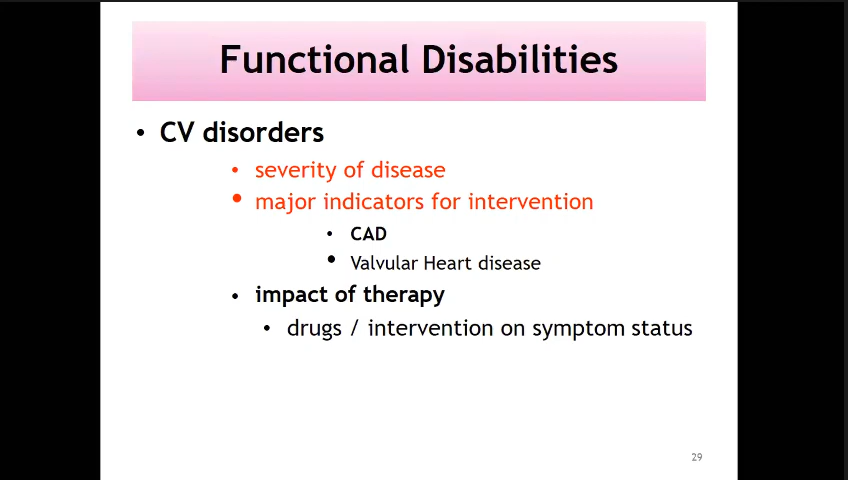 Functional Disabilities
• CV disorders
• severity of disease
• major indicators for intervention
• CAD
• Valvular Heart disease
• impact of therapy
• drugs / intervention on symptom status
29